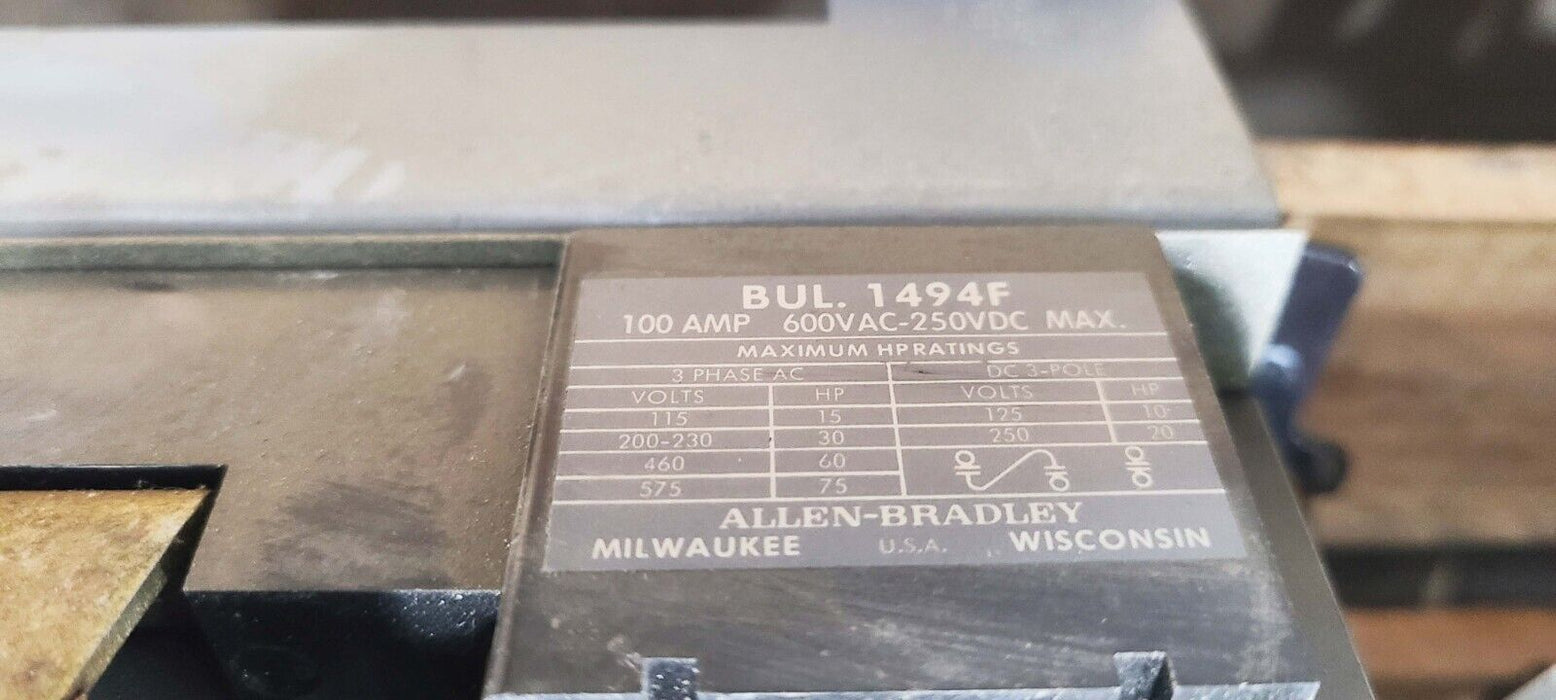 BUL. 1494F
100 AMP 600VAC-250VDC MAX.
MAXIMUM HP RATINGS
3 PHASE AC DC 3-POLE
VOLTS HP VOLTS HP
115 15 125 10
200-230 30 250 20
460 60
575 75
ALLEN-BRADLEY
MILWAUKEE U.S.A. WISCONSIN